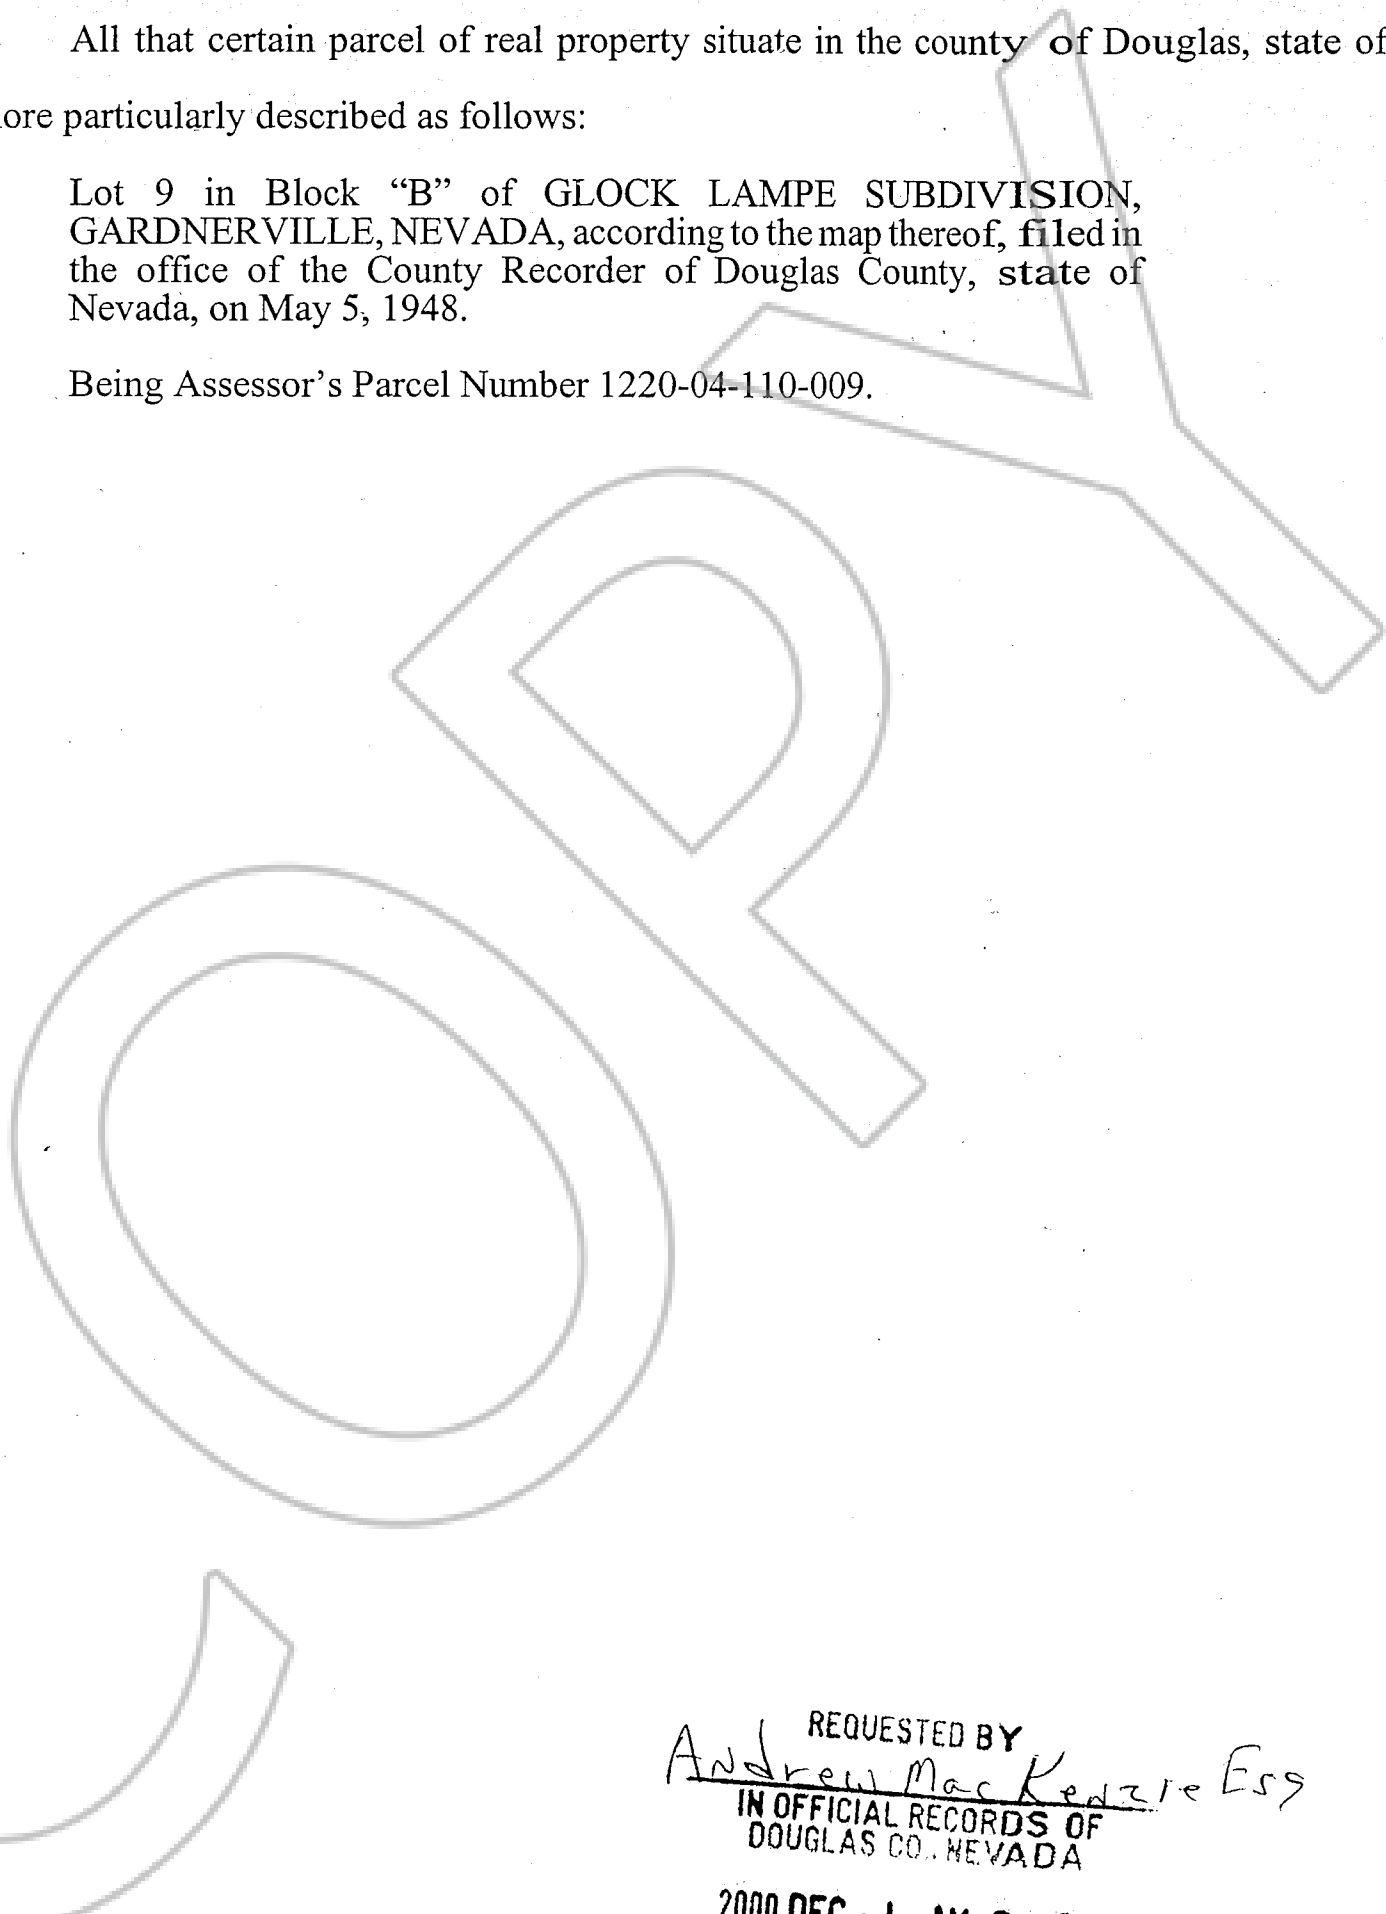 All that certain parcel of real property situate in the county of Douglas, state of
ore particularly described as follows:
Lot 9 in Block “B” of GLOCK LAMPE SUBDIVISION,
GARDNERVILLE, NEVADA, according to the map thereof, filed in
the office of the County Recorder of Douglas County, state of
Nevada, on May 5, 1948.
Being Assessor’s Parcel Number 1220-04-110-009.
COPY
REQUESTED BY
Andrew MacKenzie Esq
IN OFFICIAL RECORDS OF
DOUGLAS CO., NEVADA
2000 DEC